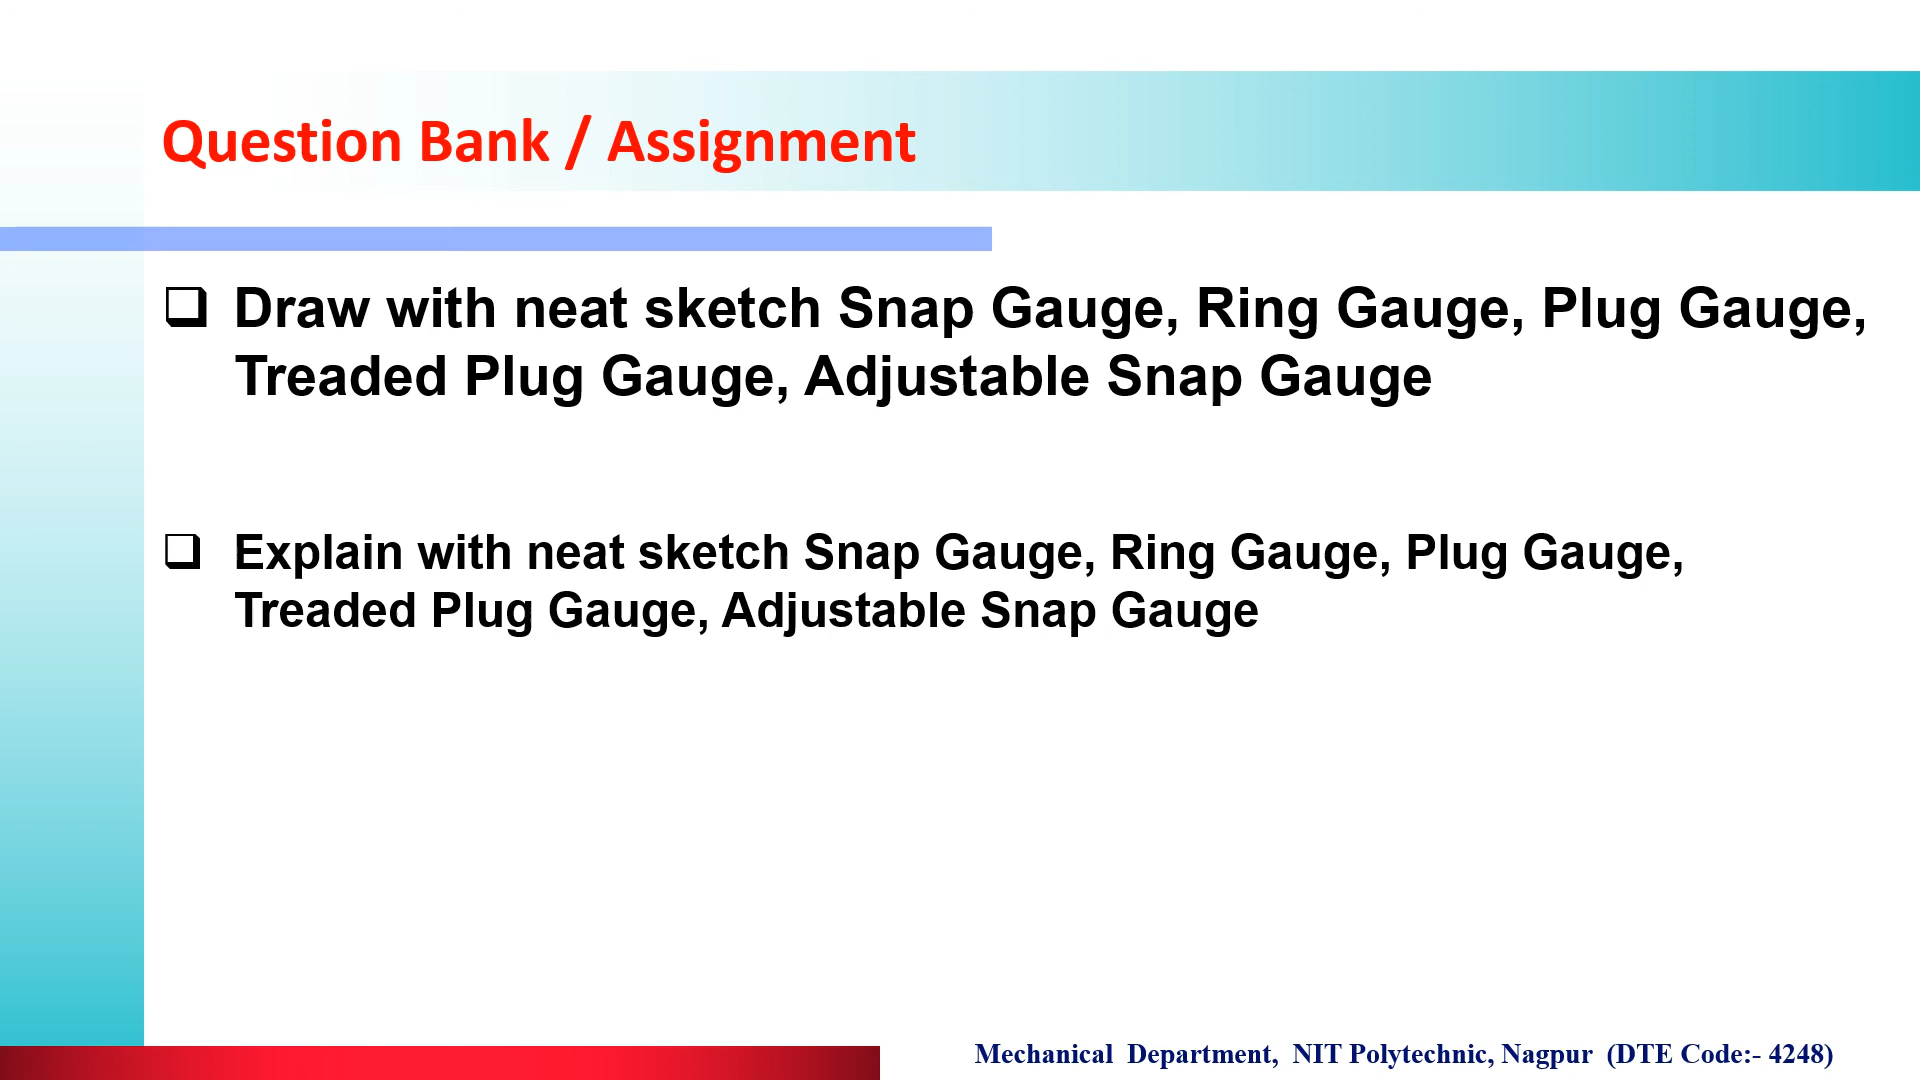 Question Bank / Assignment
Draw with neat sketch Snap Gauge, Ring Gauge, Plug Gauge,
Treaded Plug Gauge, Adjustable Snap Gauge
Explain with neat sketch Snap Gauge, Ring Gauge, Plug Gauge,
Treaded Plug Gauge, Adjustable Snap Gauge
Mechanical Department, NIT Polytechnic, Nagpur (DTE Code:- 4248)